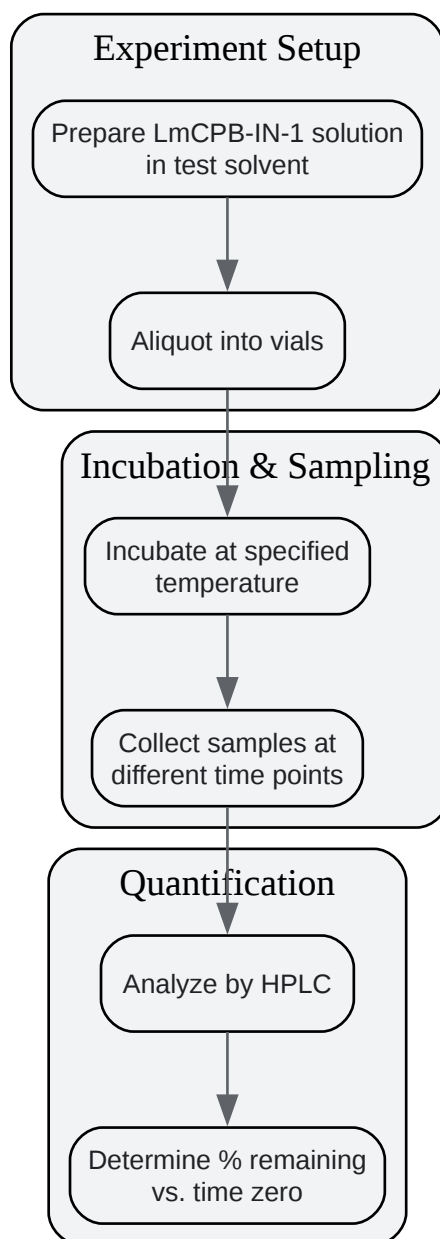 Experiment Setup
Prepare LmCPB-IN-1 solution
in test solvent
Aliquot into vials
Incubation & Sampling
Incubate at specified
temperature
Collect samples at
different time points
Quantification
Analyze by HPLC
Determine % remaining
vs. time zero